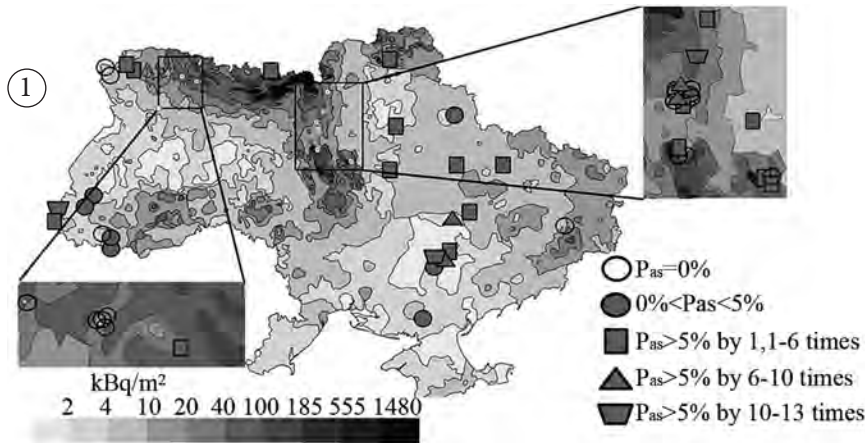 ①
Pas=0%
0%<Pas<5%
Pas>5% by 1,1-6 times
Pas>5% by 6-10 times
Pas>5% by 10-13 times
kBq/m²
2 4 10 20 40 100 185 555 1480